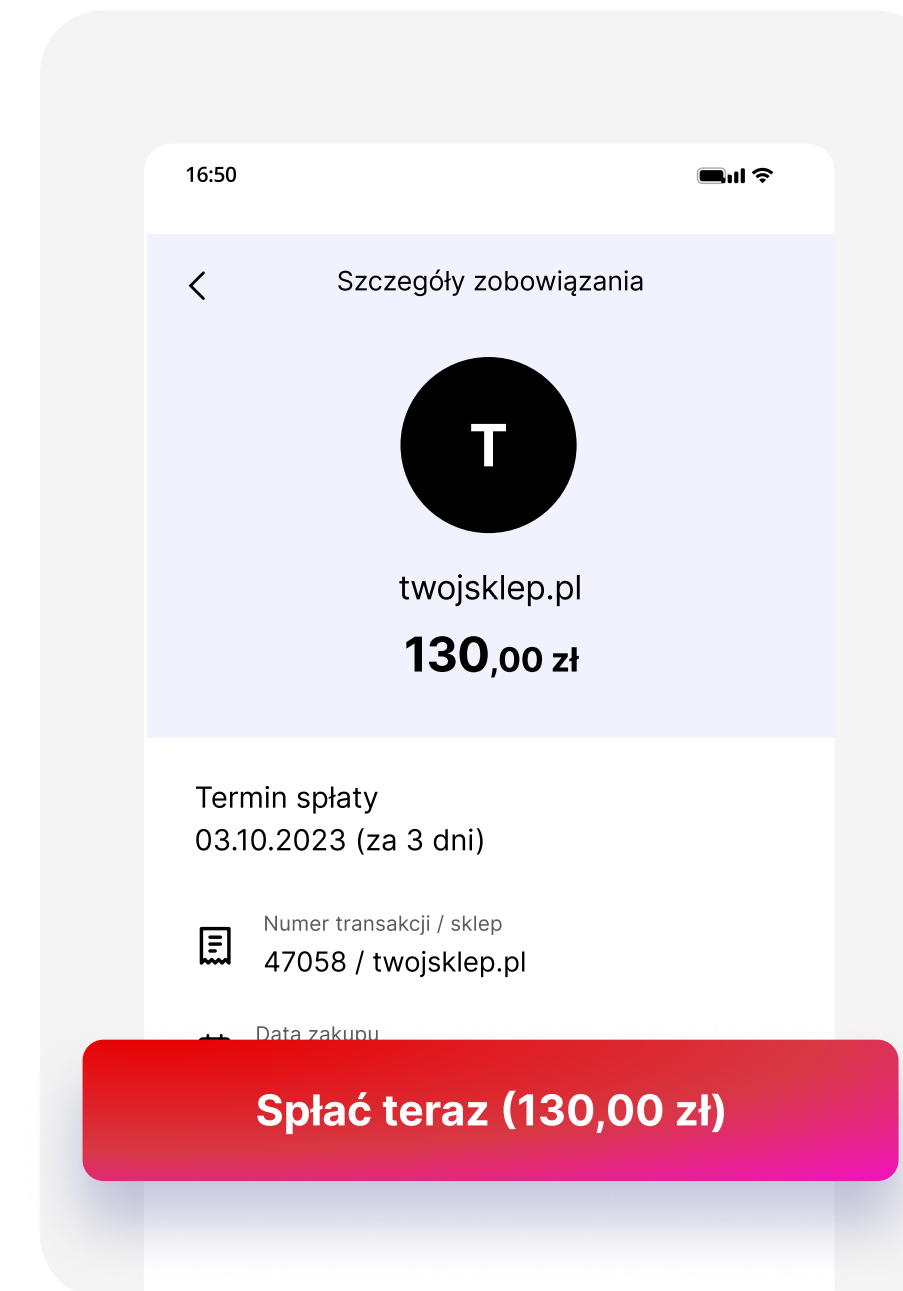 16:50
Szczegóły zobowiązania
T
twojsklep.pl
130,00 zł
Termin spłaty
03.10.2023 (za 3 dni)
Numer transakcji / sklep
47058 / twojsklep.pl
Data zakupu
Spłać teraz (130,00 zł)